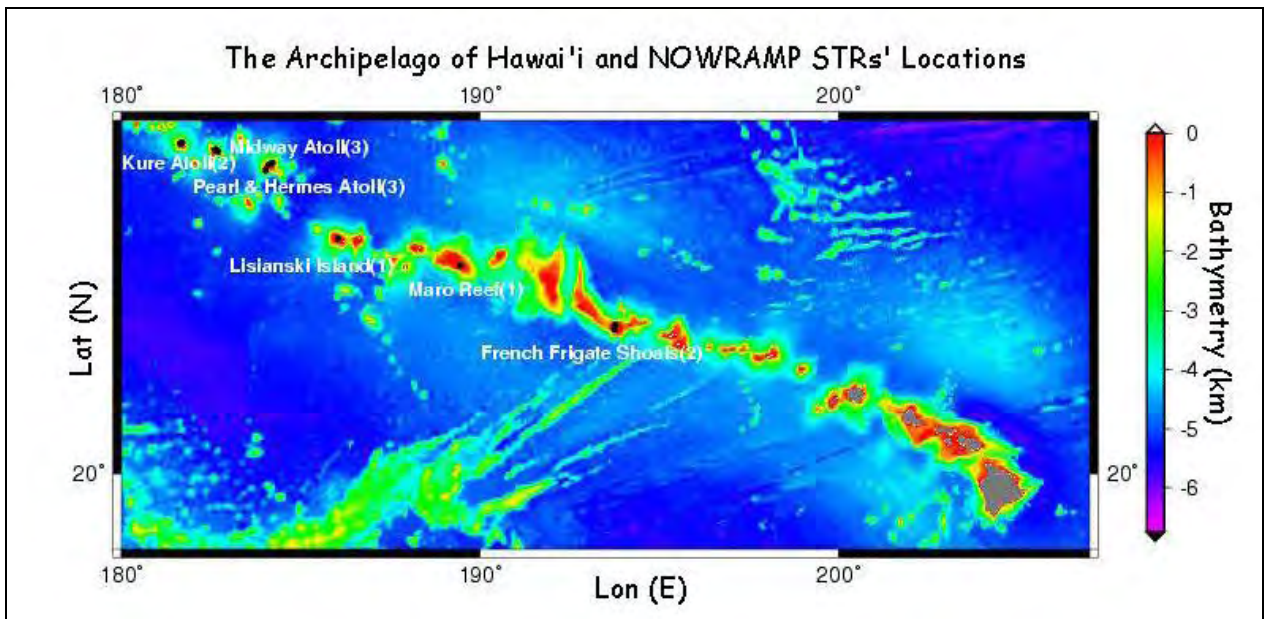 The Archipelago of Hawai'i and NOWRAMP STRs' Locations
180° 190° 200°
Midway Atoll(3)
Kure Atoll(2)
Pearl & Hermes Atoll(3)
Lisianski Island(1)
Maro Reef(1)
French Frigate Shoals(2)
Lat (N)
20° 20°
180° 190° 200°
Lon (E)
0
-1
-2
-3
-4
-5
-6
Bathymetry (km)